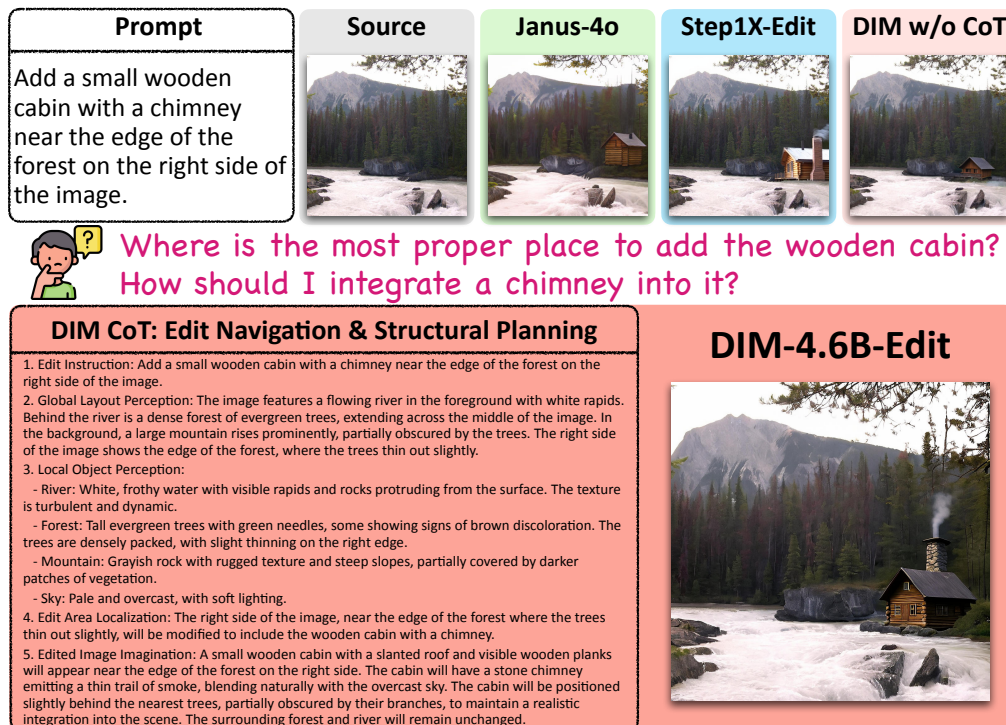 Prompt
Add a small wooden
cabin with a chimney
near the edge of the
forest on the right side of
the image.
Source
Janus-4o
Step1X-Edit
DIM w/o CoT
?
Where is the most proper place to add the wooden cabin?
How should I integrate a chimney into it?
DIM CoT: Edit Navigation & Structural Planning
1. Edit Instruction: Add a small wooden cabin with a chimney near the edge of the forest on the
right side of the image.
2. Global Layout Perception: The image features a flowing river in the foreground with white rapids.
Behind the river is a dense forest of evergreen trees, extending across the middle of the image. In
the background, a large mountain rises prominently, partially obscured by the trees. The right side
of the image shows the edge of the forest, where the trees thin out slightly.
3. Local Object Perception:
- River: White, frothy water with visible rapids and rocks protruding from the surface. The texture
is turbulent and dynamic.
- Forest: Tall evergreen trees with green needles, some showing signs of brown discoloration. The
trees are densely packed, with slight thinning on the right edge.
- Mountain: Grayish rock with rugged texture and steep slopes, partially covered by darker
patches of vegetation.
- Sky: Pale and overcast, with soft lighting.
4. Edit Area Localization: The right side of the image, near the edge of the forest where the trees
thin out slightly, will be modified to include the wooden cabin with a chimney.
5. Edited Image Imagination: A small wooden cabin with a slanted roof and visible wooden planks
will appear near the edge of the forest on the right side. The cabin will have a stone chimney
emitting a thin trail of smoke, blending naturally with the overcast sky. The cabin will be positioned
slightly behind the nearest trees, partially obscured by their branches, to maintain a realistic
integration into the scene. The surrounding forest and river will remain unchanged.
DIM-4.6B-Edit